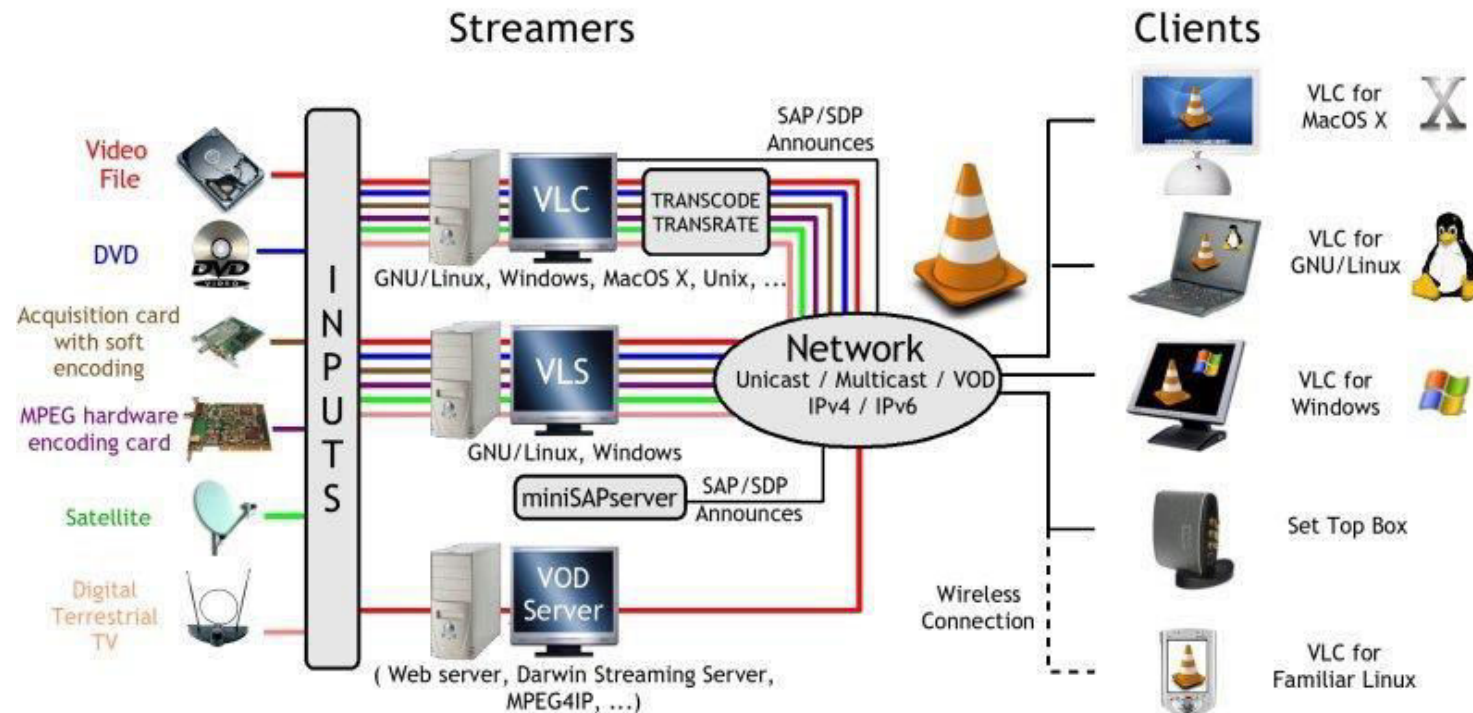 Streamers
Clients
Video
File
DVD
DVD
VIDEO
Acquisition card
with soft
encoding
MPEG hardware
encoding card
Satellite
Digital
Terrestrial
TV
INPUTS
VLC
GNU/Linux, Windows, MacOS X, Unix, ...
TRANSCODE
TRANSRATE
SAP/SDP
Announces
VLS
GNU/Linux, Windows
miniSAPserver
SAP/SDP
Announces
VOD
Server
( Web server, Darwin Streaming Server,
MPEG4IP, ...)
Network
Unicast / Multicast / VOD
IPv4 / IPv6
Wireless
Connection
VLC for
MacOS X
X
VLC for
GNU/Linux
VLC for
Windows
Set Top Box
VLC for
Familiar Linux